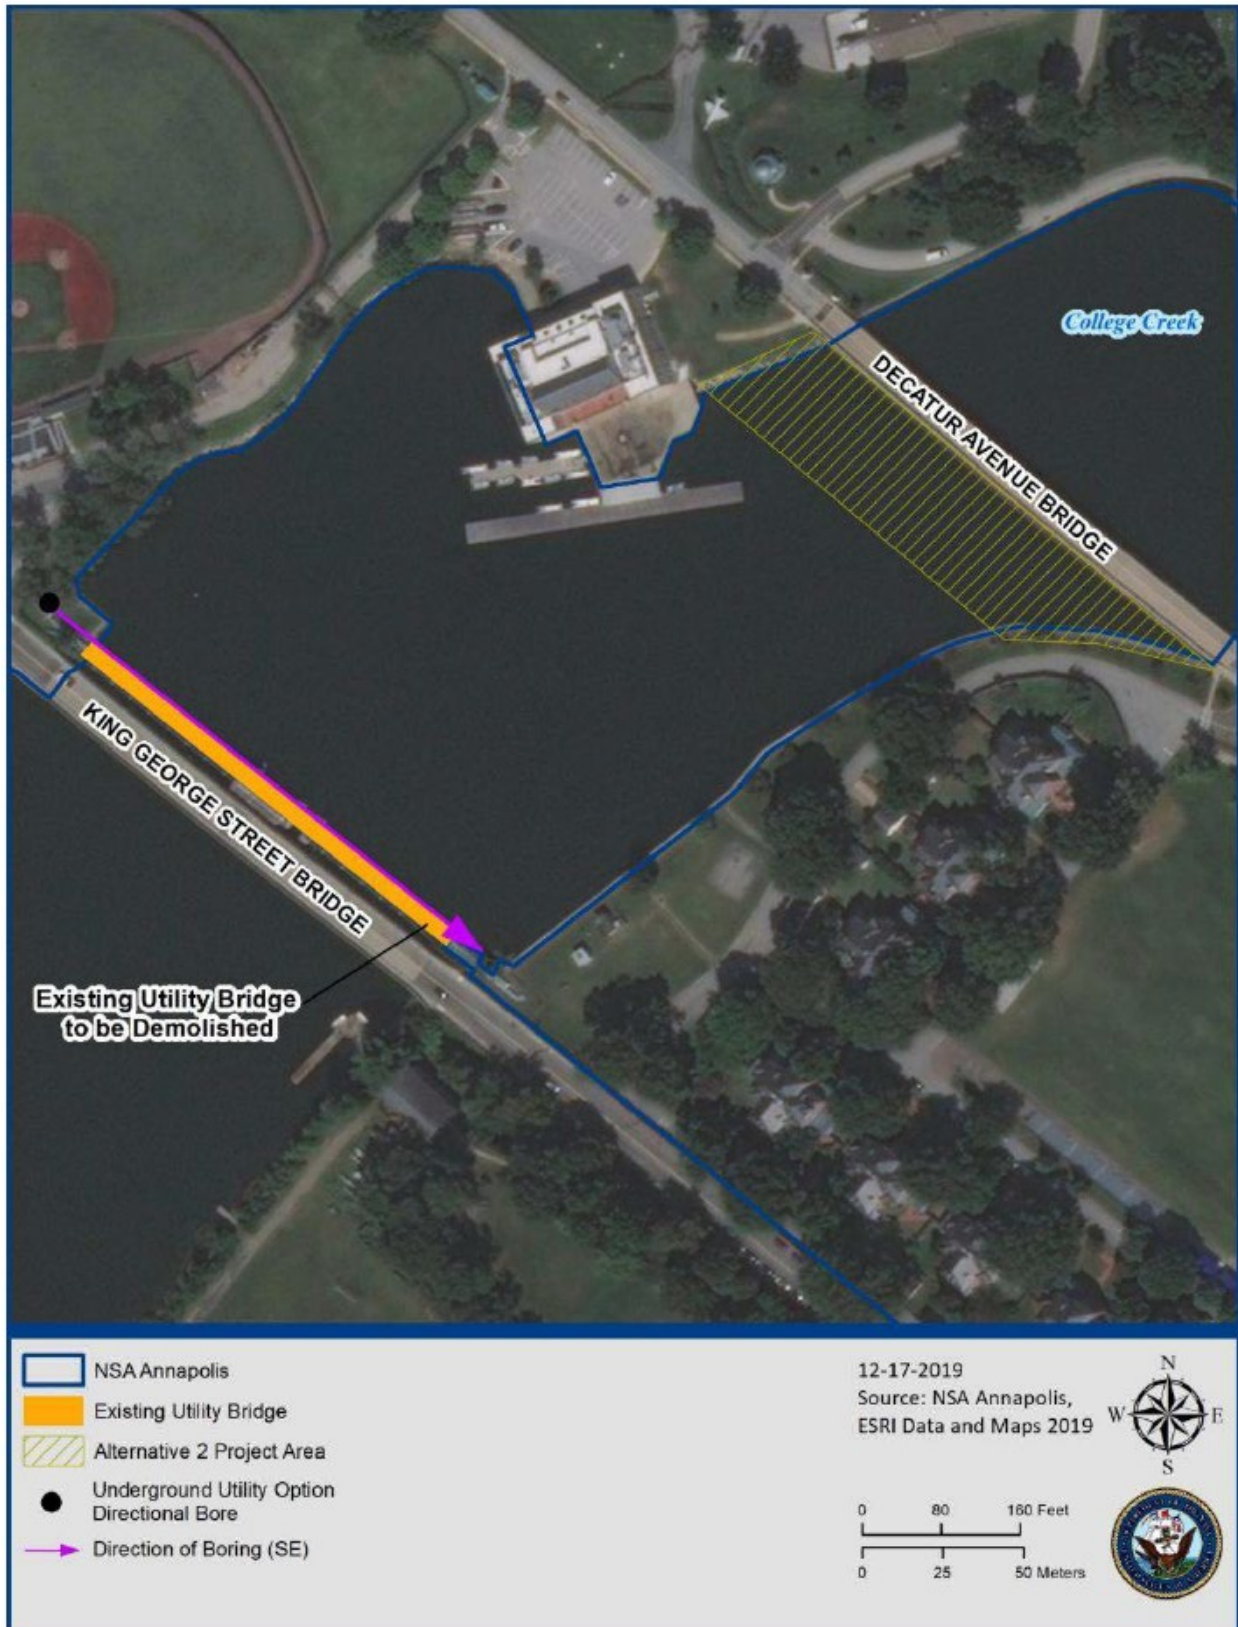 College Creek
DECATUR AVENUE BRIDGE
KING GEORGE STREET BRIDGE
Existing Utility Bridge
to be Demolished
NSA Annapolis
Existing Utility Bridge
Alternative 2 Project Area
Underground Utility Option
Directional Bore
Direction of Boring (SE)
12-17-2019
Source: NSA Annapolis,
ESRI Data and Maps 2019
N
W E
S
0 80 160 Feet
0 25 50 Meters